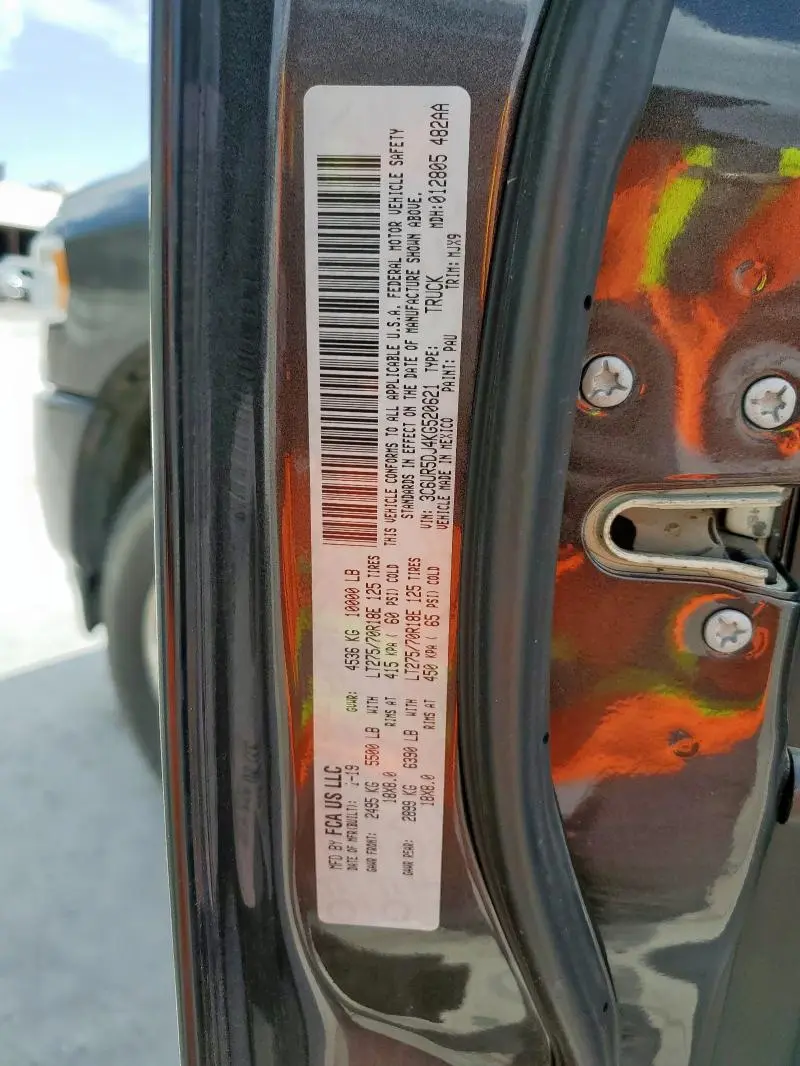 MFD BY FCA US LLC
DATE OF MFR(BUILT): 1-19 GVWR: 4536 KG 10000 LB
GAWR FRONT: 2495 KG 5500 LB WITH LT275/70R18E 125 TIRES
18X8.0 RIMS AT 415 KPA ( 60 PSI) COLD
GAWR REAR: 2899 KG 6390 LB WITH LT275/70R18E 125 TIRES
18X8.0 RIMS AT 450 KPA ( 65 PSI) COLD
THIS VEHICLE CONFORMS TO ALL APPLICABLE U.S.A. FEDERAL MOTOR VEHICLE SAFETY
STANDARDS IN EFFECT ON THE DATE OF MANUFACTURE SHOWN ABOVE.
VIN: 3C6UR5DJ4KG520621 TYPE: TRUCK MDH:012805 482AA
VEHICLE MADE IN MEXICO PAINT: PAU TRIM: MJX9